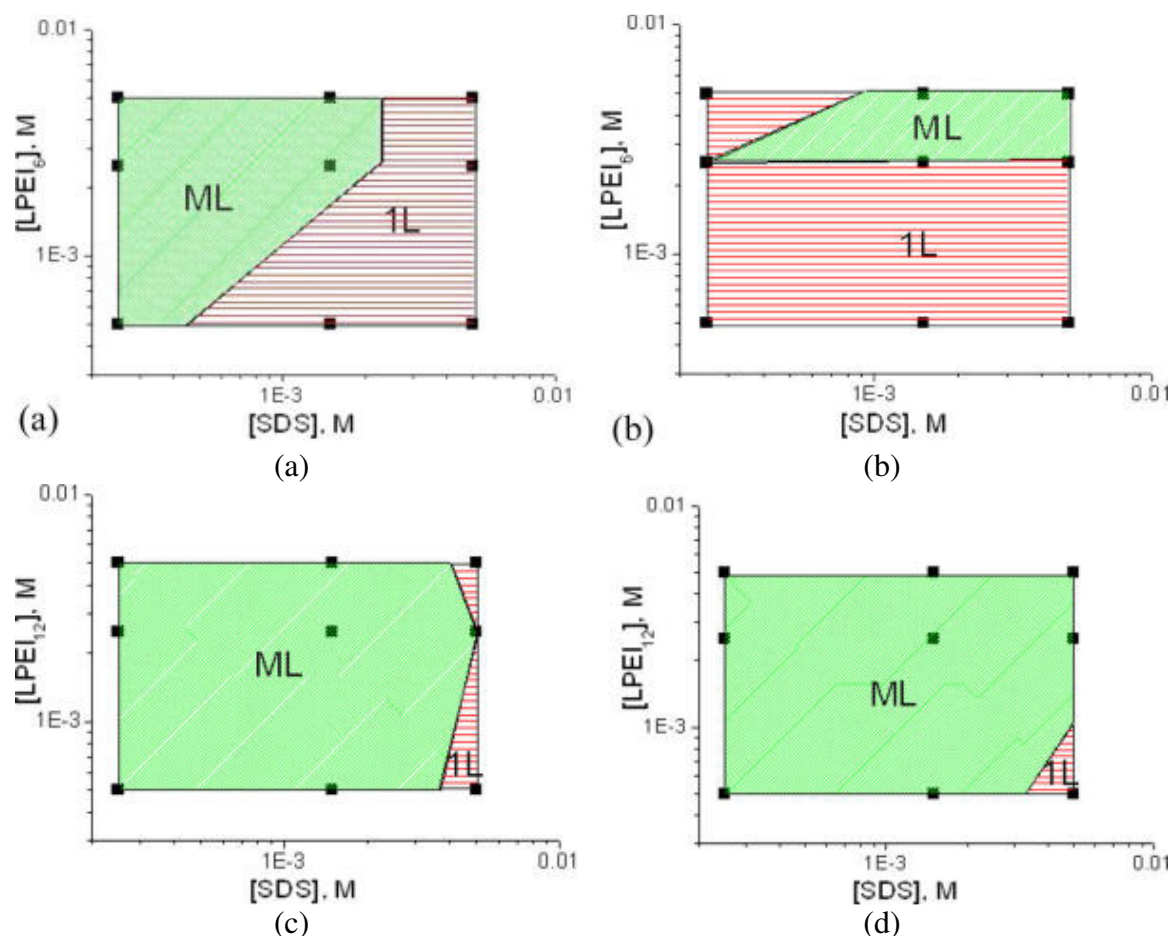 0.01
[LPEI₆], M
1E-3
ML
1L
1E-3
0.01
[SDS], M
(a)
(a)
0.01
[LPEI₆], M
1E-3
ML
1L
1E-3
0.01
[SDS], M
(b)
(b)
0.01
[LPEI₁₂], M
1E-3
ML
1L
1E-3
0.01
[SDS], M
(c)
0.01
[LPEI₁₂], M
1E-3
ML
1L
1E-3
0.01
[SDS], M
(d)